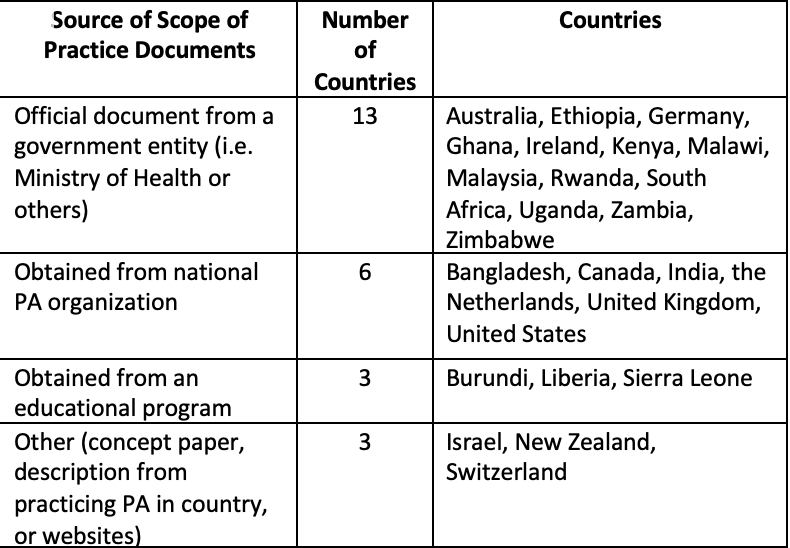 Source of Scope of
Practice Documents
Number
of
Countries
Countries
Official document from a
government entity (i.e.
Ministry of Health or
others)
13
Australia, Ethiopia, Germany,
Ghana, Ireland, Kenya, Malawi,
Malaysia, Rwanda, South
Africa, Uganda, Zambia,
Zimbabwe
Obtained from national
PA organization
6
Bangladesh, Canada, India, the
Netherlands, United Kingdom,
United States
Obtained from an
educational program
3
Burundi, Liberia, Sierra Leone
Other (concept paper,
description from
practicing PA in country,
or websites)
3
Israel, New Zealand,
Switzerland